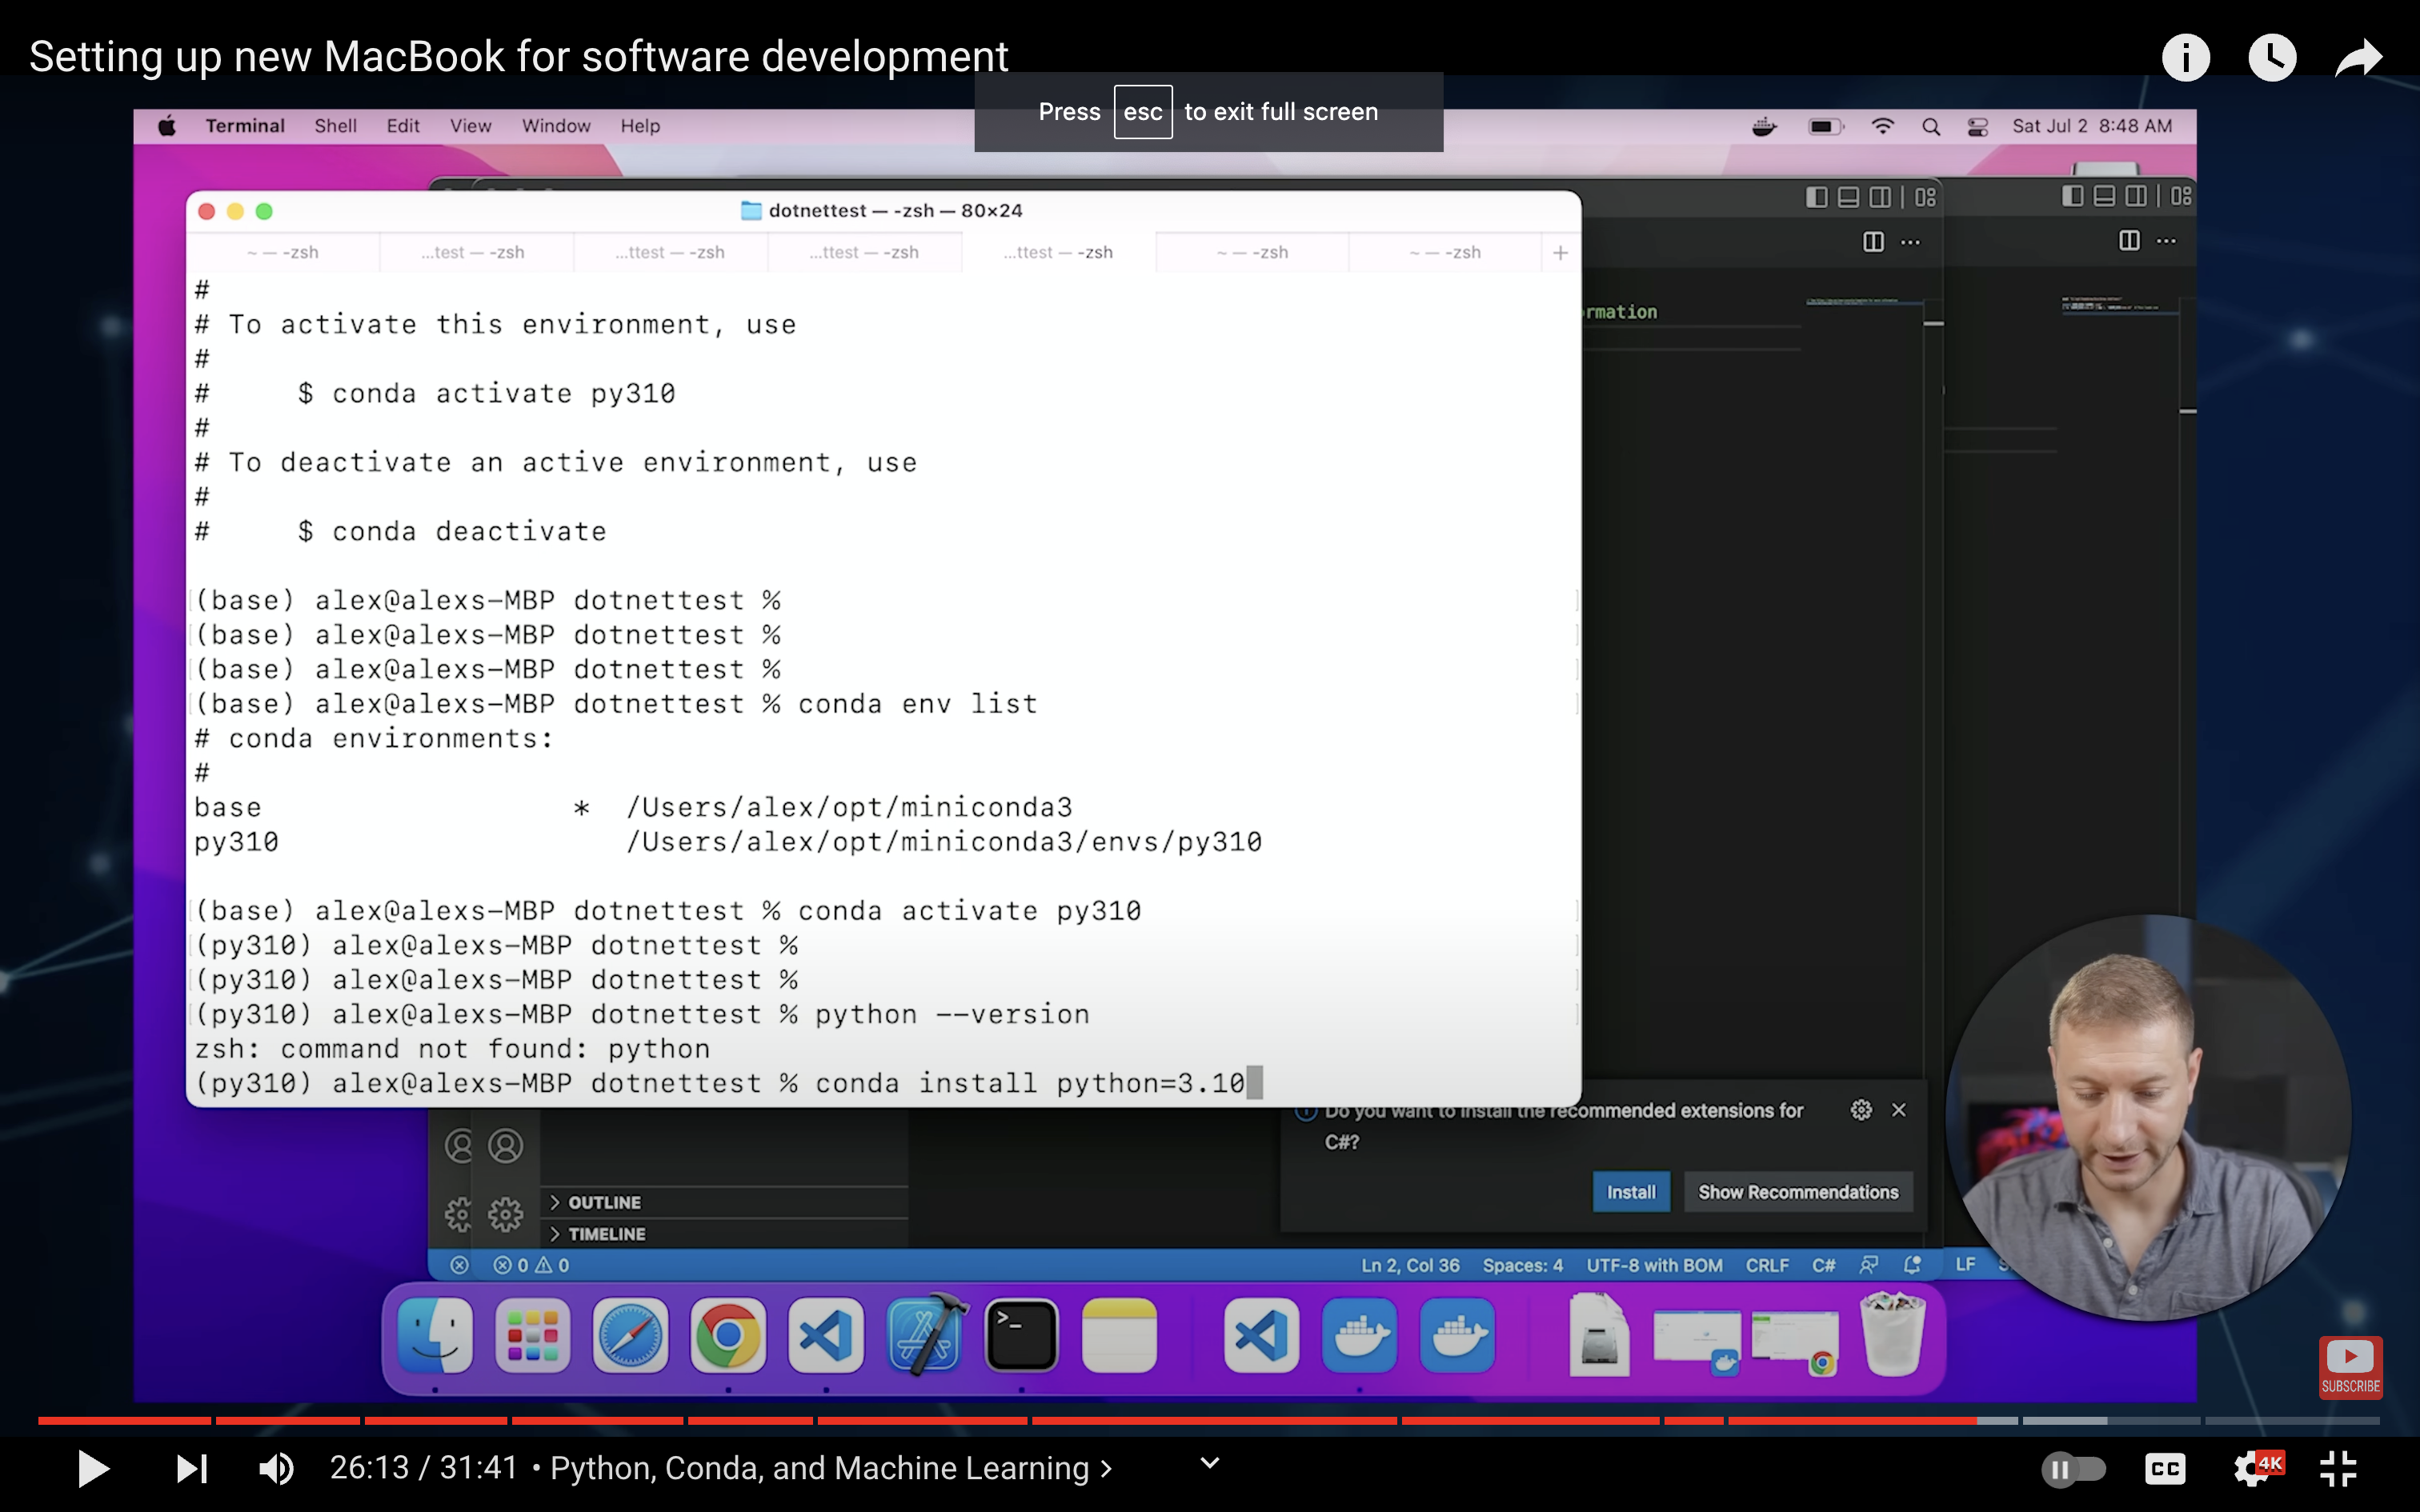 Setting up new MacBook for software development
Press esc to exit full screen
Terminal Shell Edit View Window Help
Sat Jul 2 8:48 AM
dotnettest — -zsh — 80×24
~ — -zsh
...test — -zsh
...ttest — -zsh
...ttest — -zsh
...ttest — -zsh
~ — -zsh
~ — -zsh
+
#
# To activate this environment, use
#
#     $ conda activate py310
#
# To deactivate an active environment, use
#
#     $ conda deactivate
(base) alex@alexs-MBP dotnettest %
(base) alex@alexs-MBP dotnettest %
(base) alex@alexs-MBP dotnettest %
(base) alex@alexs-MBP dotnettest % conda env list
# conda environments:
#
base                  *  /Users/alex/opt/miniconda3
py310                    /Users/alex/opt/miniconda3/envs/py310
(base) alex@alexs-MBP dotnettest % conda activate py310
(py310) alex@alexs-MBP dotnettest %
(py310) alex@alexs-MBP dotnettest %
(py310) alex@alexs-MBP dotnettest % python --version
zsh: command not found: python
(py310) alex@alexs-MBP dotnettest % conda install python=3.10
rmation
Do you want to install the recommended extensions for
C#?
Install
Show Recommendations
OUTLINE
TIMELINE
0 0
Ln 2, Col 36 Spaces: 4 UTF-8 with BOM CRLF C#
LF
>_
SUBSCRIBE
26:13 / 31:41 • Python, Conda, and Machine Learning >
CC
4K